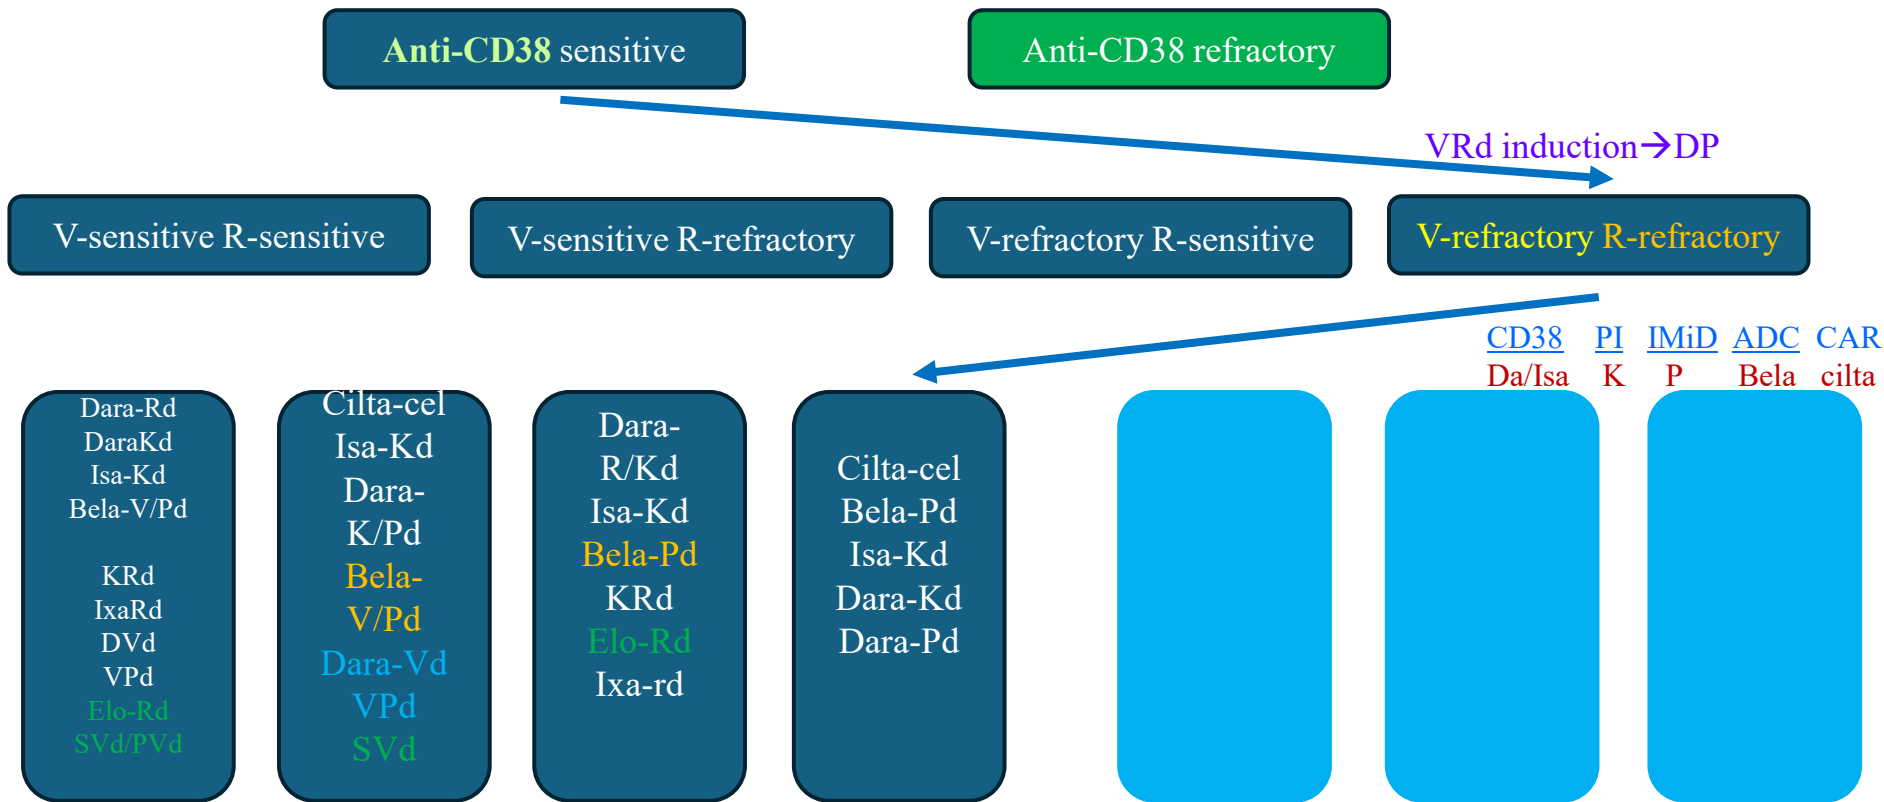 Anti-CD38 sensitive
Anti-CD38 refractory
VRd induction→DP
V-sensitive R-sensitive
V-sensitive R-refractory
V-refractory R-sensitive
V-refractory R-refractory
CD38 PI IMiD ADC CAR
Da/Isa K P Bela cilta
Dara-Rd
DaraKd
Isa-Kd
Bela-V/Pd
KRd
IxaRd
DVd
VPd
Elo-Rd
SVd/PVd
Cilta-cel
Isa-Kd
Dara-
K/Pd
Bela-
V/Pd
Dara-Vd
VPd
SVd
Dara-
R/Kd
Isa-Kd
Bela-Pd
KRd
Elo-Rd
Ixa-rd
Cilta-cel
Bela-Pd
Isa-Kd
Dara-Kd
Dara-Pd